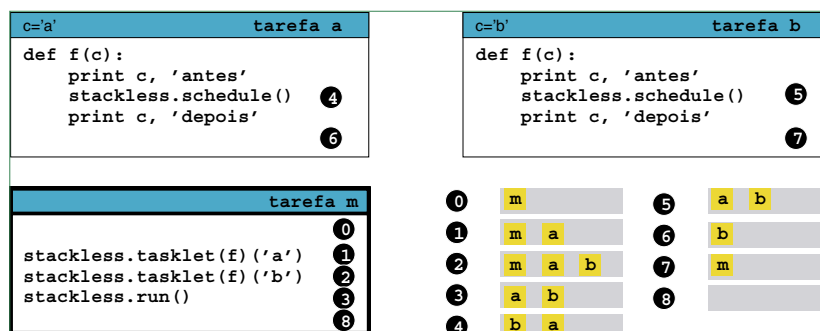 c='a' tarefa a
def f(c):
    print c, 'antes'
    stackless.schedule() 4
    print c, 'depois'
6
c='b' tarefa b
def f(c):
    print c, 'antes'
    stackless.schedule() 5
    print c, 'depois'
7
tarefa m
0
stackless.tasklet(f)('a') 1
stackless.tasklet(f)('b') 2
stackless.run() 3
8
0 m
1 m a
2 m a b
3 a b
4 b a
5 a b
6 b
7 m
8